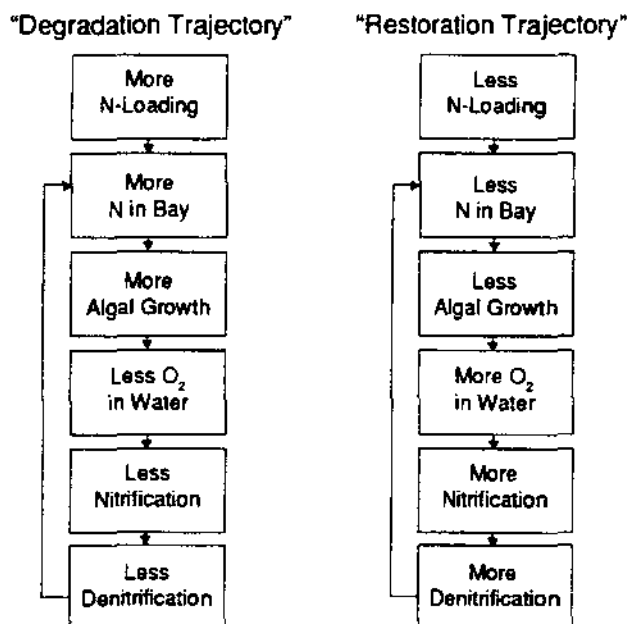 "Degradation Trajectory"
More
N-Loading
More
N in Bay
More
Algal Growth
Less O₂
in Water
Less
Nitrification
Less
Denitrification
"Restoration Trajectory"
Less
N-Loading
Less
N in Bay
Less
Algal Growth
More O₂
in Water
More
Nitrification
More
Denitrification